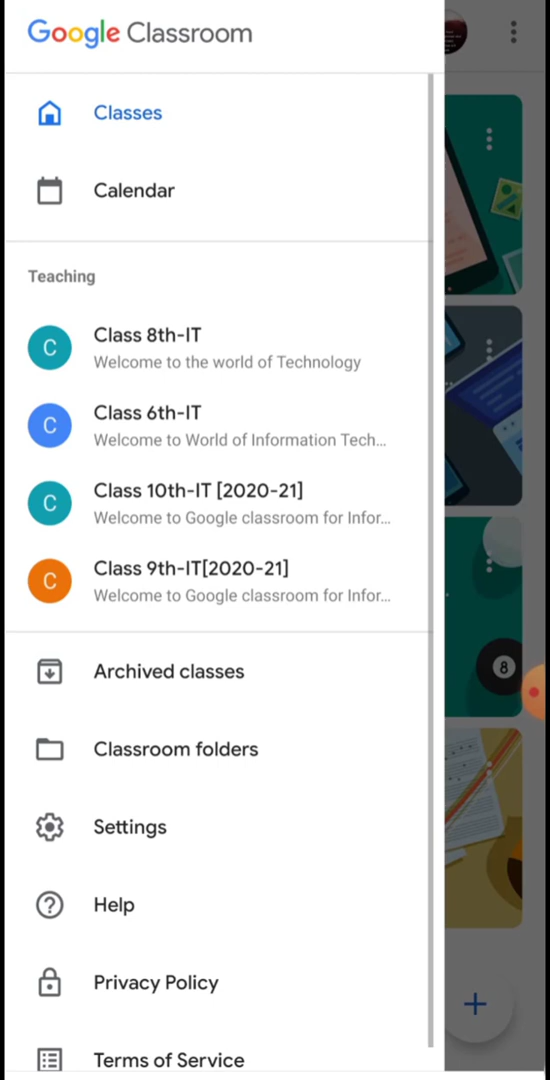 Google Classroom
Classes
Calendar
Teaching
C
Class 8th-IT
Welcome to the world of Technology
C
Class 6th-IT
Welcome to World of Information Tech...
C
Class 10th-IT [2020-21]
Welcome to Google classroom for Infor...
C
Class 9th-IT[2020-21]
Welcome to Google classroom for Infor...
8
Archived classes
Classroom folders
Settings
Help
Privacy Policy
Terms of Service